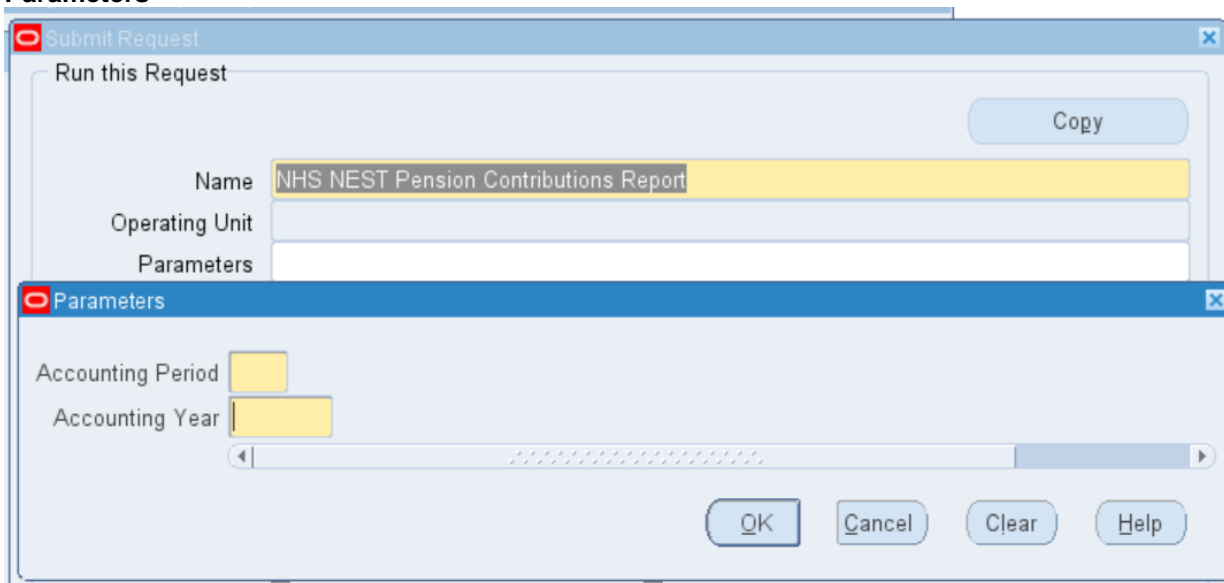 Parameters
Submit Request
Run this Request
Copy
Name NHS NEST Pension Contributions Report
Operating Unit
Parameters
Parameters
Accounting Period
Accounting Year
OK Cancel Clear Help